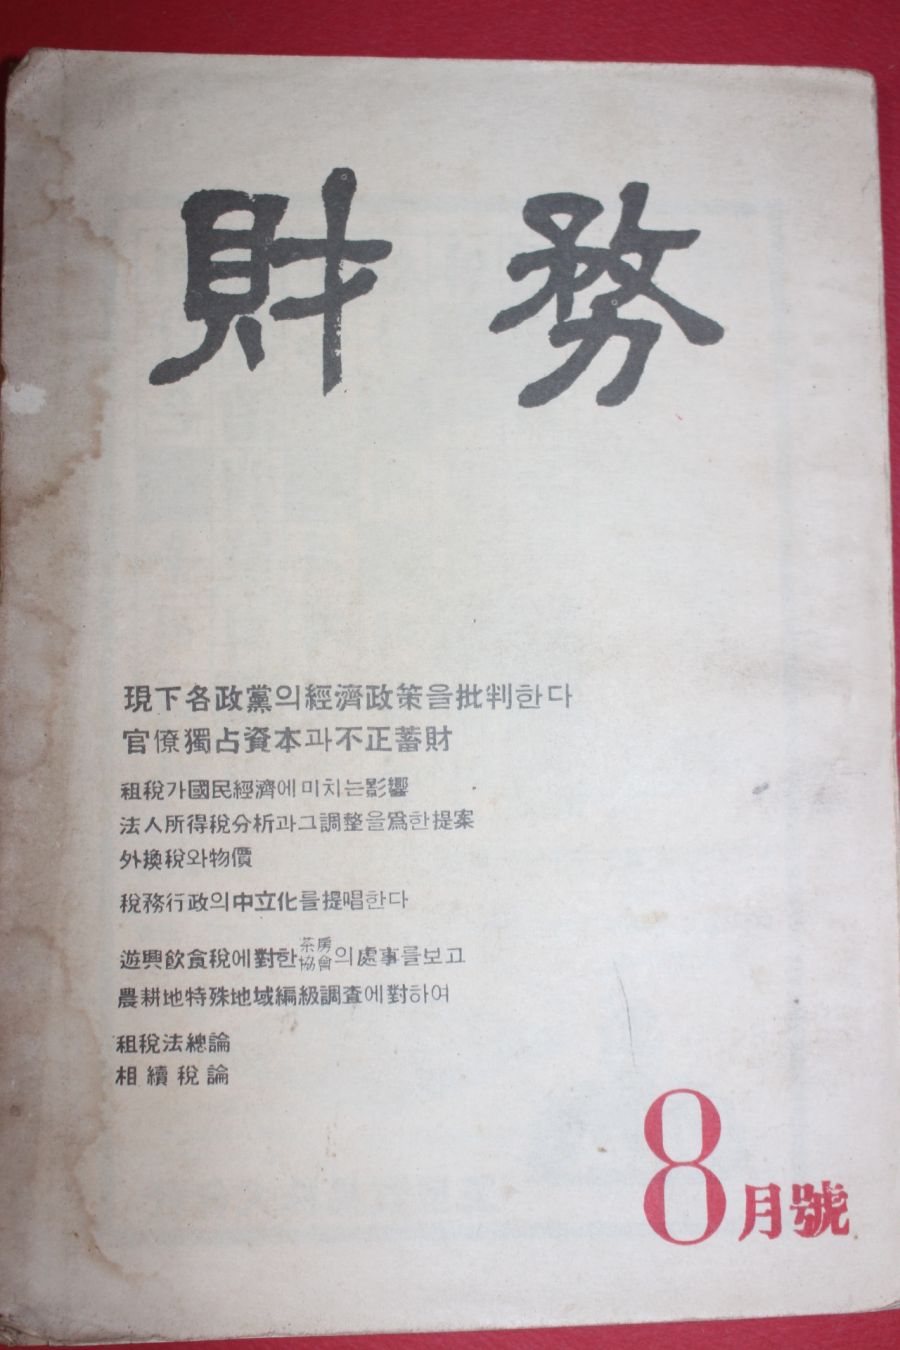 財務
現下各政黨의經濟政策을批判한다
官僚獨占資本과不正蓄財
租稅가國民經濟에미치는影響
法人所得稅分析과그調整을爲한提案
外換稅와物價
稅務行政의中立化를提唱한다
遊興飮食稅에對한茶房協會의處事를보고
農耕地特殊地域編級調査에對하여
租稅法總論
相續稅論
8月號